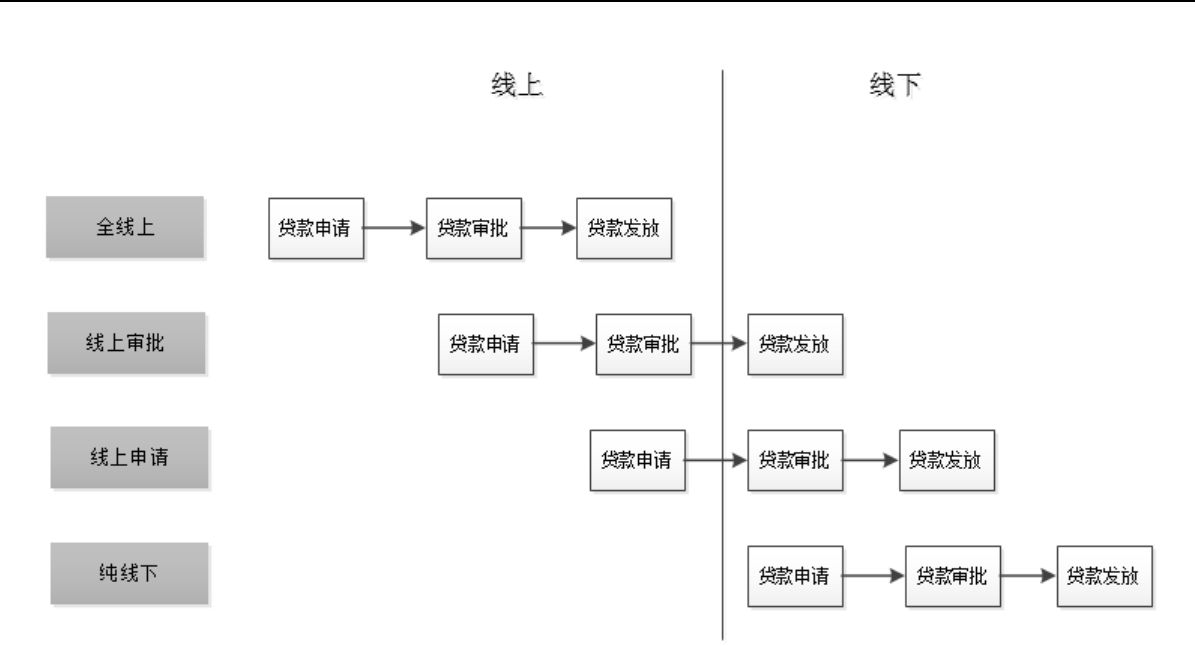 线上 线下
全线上 贷款申请 贷款审批 贷款发放
线上审批 贷款申请 贷款审批 贷款发放
线上申请 贷款申请 贷款审批 贷款发放
纯线下 贷款申请 贷款审批 贷款发放